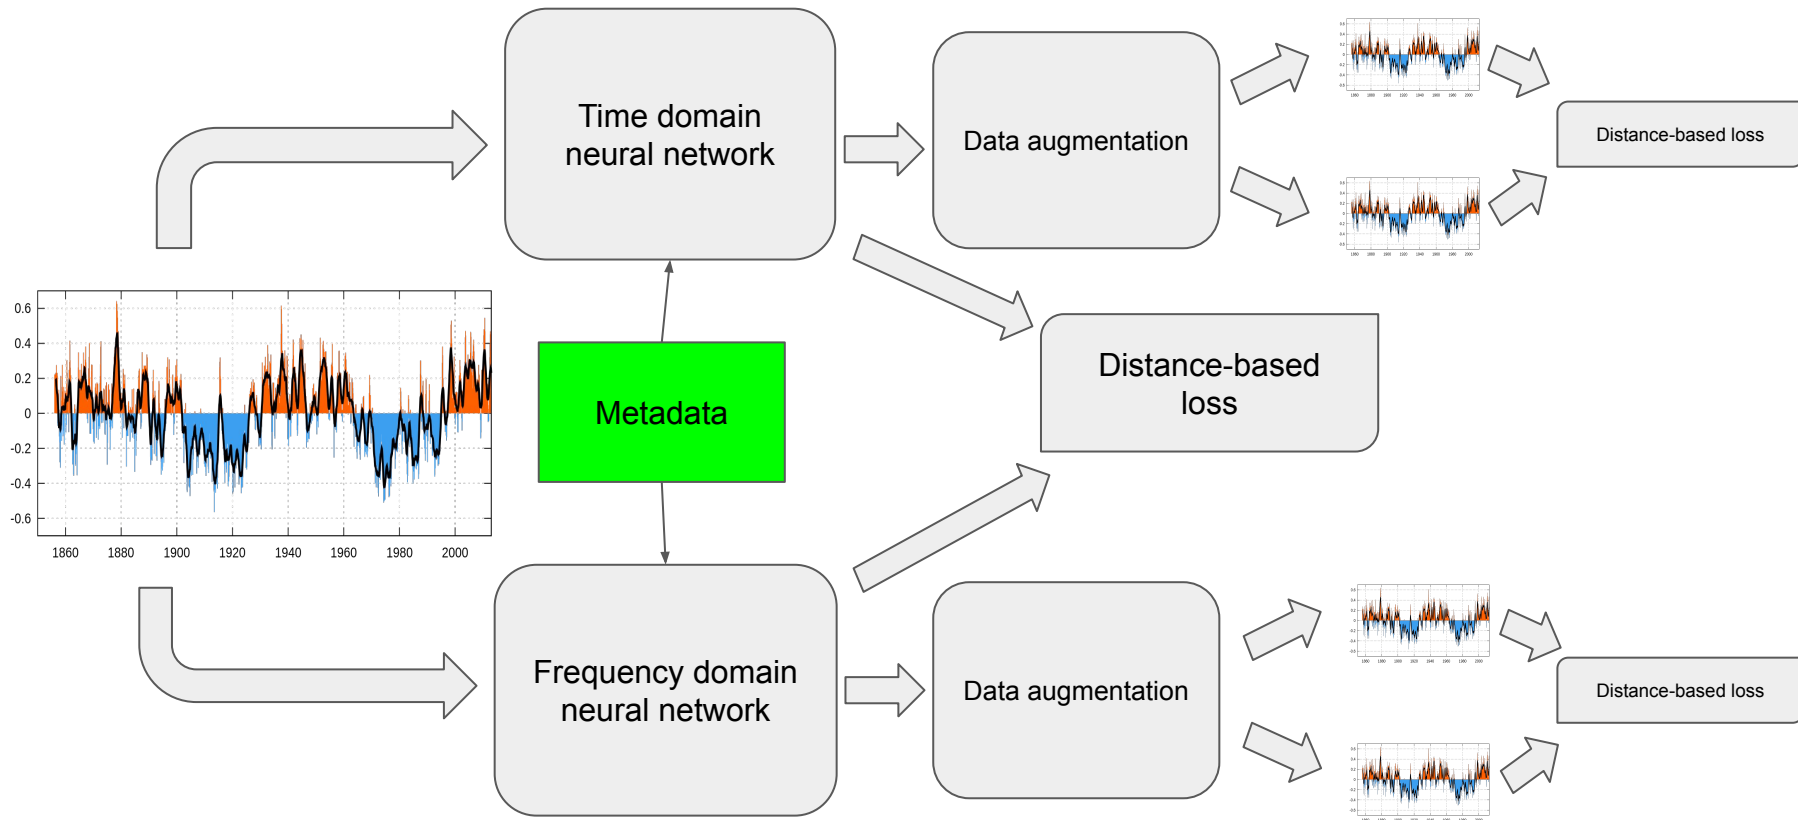 Time domain
neural network
Data augmentation
Distance-based loss
0.6
0.4
0.2
0
-0.2
-0.4
-0.6
1860 1880 1900 1920 1940 1960 1980 2000
Metadata
Distance-based
loss
Frequency domain
neural network
Data augmentation
Distance-based loss